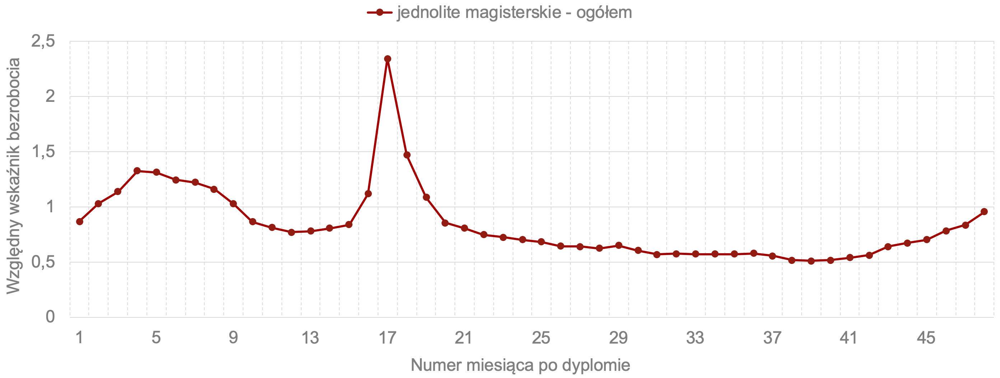 jednolite magisterskie - ogółem
Względny wskaźnik bezrobocia
2,5
2
1,5
1
0,5
0
1 5 9 13 17 21 25 29 33 37 41 45
Numer miesiąca po dyplomie